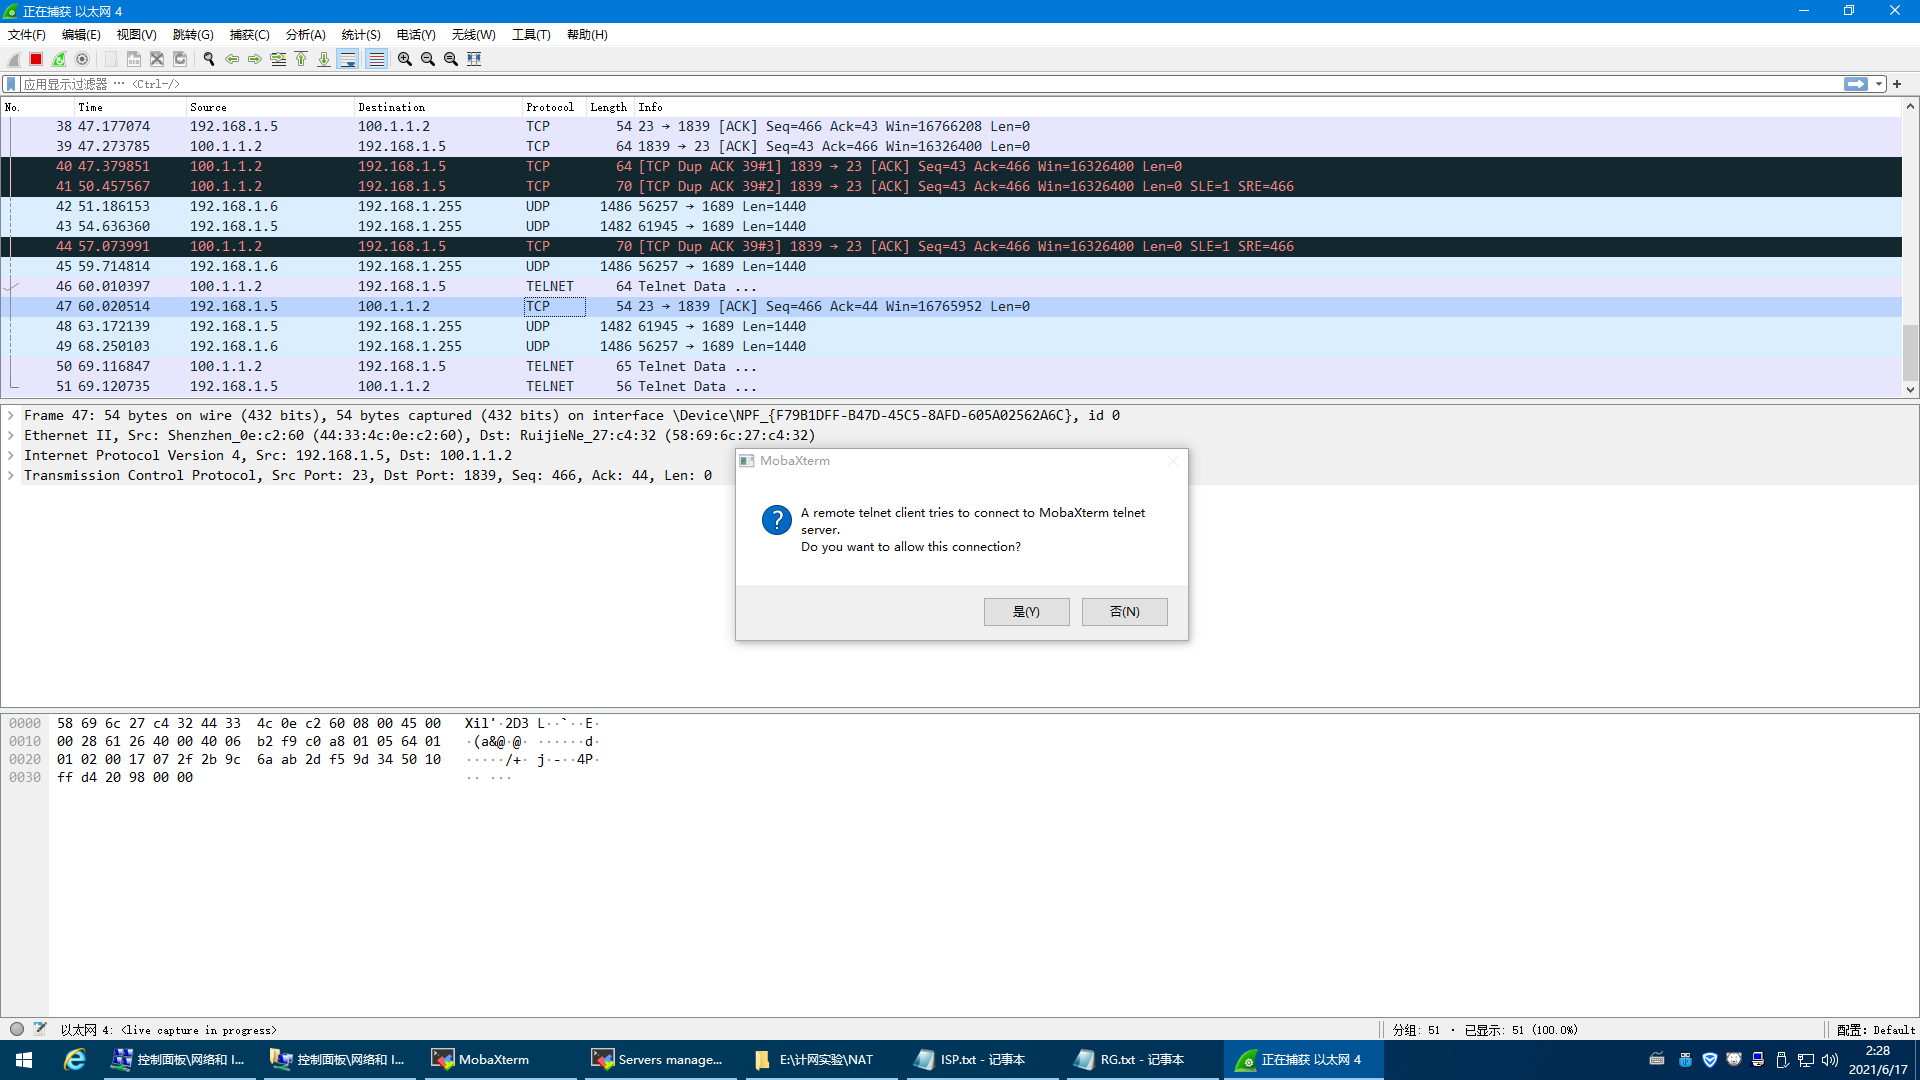 正在捕获 以太网 4
文件(F) 编辑(E) 视图(V) 跳转(G) 捕获(C) 分析(A) 统计(S) 电话(Y) 无线(W) 工具(T) 帮助(H)
应用显示过滤器 … <Ctrl-/>
No. Time Source Destination Protocol Length Info
38 47.177074 192.168.1.5 100.1.1.2 TCP 54 23 → 1839 [ACK] Seq=466 Ack=43 Win=16766208 Len=0
39 47.273785 100.1.1.2 192.168.1.5 TCP 64 1839 → 23 [ACK] Seq=43 Ack=466 Win=16326400 Len=0
40 47.379851 100.1.1.2 192.168.1.5 TCP 64 [TCP Dup ACK 39#1] 1839 → 23 [ACK] Seq=43 Ack=466 Win=16326400 Len=0
41 50.457567 100.1.1.2 192.168.1.5 TCP 70 [TCP Dup ACK 39#2] 1839 → 23 [ACK] Seq=43 Ack=466 Win=16326400 Len=0 SLE=1 SRE=466
42 51.186153 192.168.1.6 192.168.1.255 UDP 1486 56257 → 1689 Len=1440
43 54.636360 192.168.1.5 192.168.1.255 UDP 1482 61945 → 1689 Len=1440
44 57.073991 100.1.1.2 192.168.1.5 TCP 70 [TCP Dup ACK 39#3] 1839 → 23 [ACK] Seq=43 Ack=466 Win=16326400 Len=0 SLE=1 SRE=466
45 59.714814 192.168.1.6 192.168.1.255 UDP 1486 56257 → 1689 Len=1440
46 60.010397 100.1.1.2 192.168.1.5 TELNET 64 Telnet Data ...
47 60.020514 192.168.1.5 100.1.1.2 TCP 54 23 → 1839 [ACK] Seq=466 Ack=44 Win=16765952 Len=0
48 63.172139 192.168.1.5 192.168.1.255 UDP 1482 61945 → 1689 Len=1440
49 68.250103 192.168.1.6 192.168.1.255 UDP 1486 56257 → 1689 Len=1440
50 69.116847 100.1.1.2 192.168.1.5 TELNET 65 Telnet Data ...
51 69.120735 192.168.1.5 100.1.1.2 TELNET 56 Telnet Data ...
Frame 47: 54 bytes on wire (432 bits), 54 bytes captured (432 bits) on interface \Device\NPF_{F79B1DFF-B47D-45C5-8AFD-605A02562A6C}, id 0
Ethernet II, Src: Shenzhen_0e:c2:60 (44:33:4c:0e:c2:60), Dst: RuijieNe_27:c4:32 (58:69:6c:27:c4:32)
Internet Protocol Version 4, Src: 192.168.1.5, Dst: 100.1.1.2
Transmission Control Protocol, Src Port: 23, Dst Port: 1839, Seq: 466, Ack: 44, Len: 0
MobaXterm
A remote telnet client tries to connect to MobaXterm telnet
server.
Do you want to allow this connection?
是(Y) 否(N)
0000 58 69 6c 27 c4 32 44 33 4c 0e c2 60 08 00 45 00 Xil'·2D3 L··`··E·
0010 00 28 61 26 40 00 40 06 b2 f9 c0 a8 01 05 64 01 ·(a&@·@· ······d·
0020 01 02 00 17 07 2f 2b 9c 6a ab 2d f5 9d 34 50 10 ·····/+· j·-··4P·
0030 ff d4 20 98 00 00 ·· ···
以太网 4: <live capture in progress> 分组: 51 · 已显示: 51 (100.0%) 配置: Default
控制面板\网络和 I... 控制面板\网络和 I... MobaXterm Servers manage... E:\计网实验\NAT ISP.txt - 记事本 RG.txt - 记事本 正在捕获 以太网 4
2:28
2021/6/17